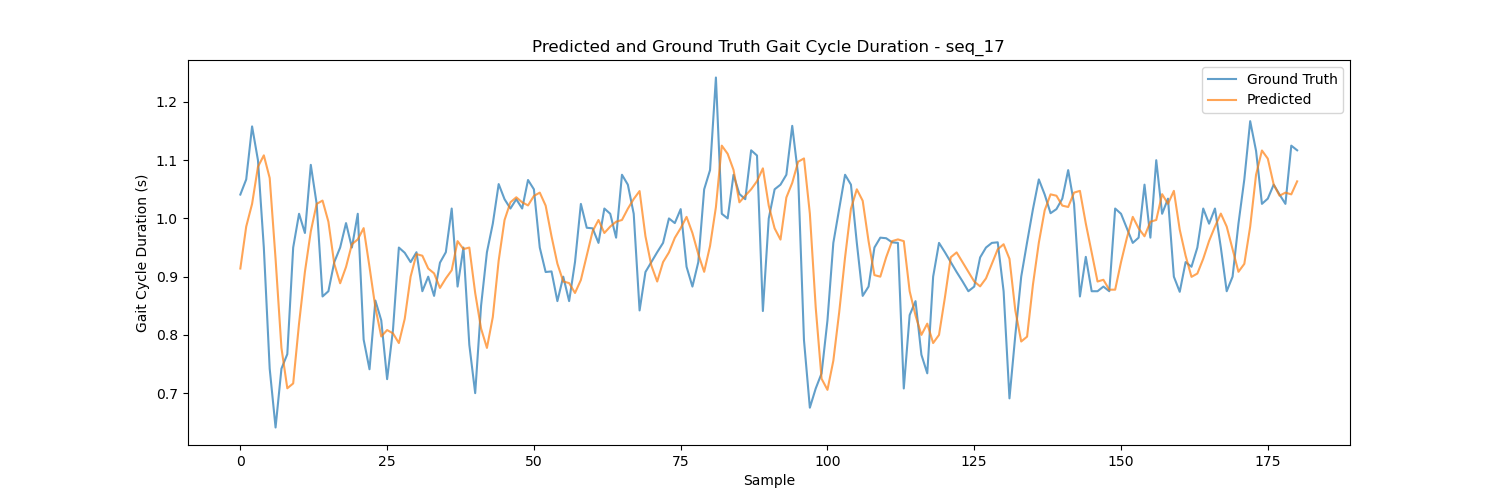 Predicted and Ground Truth Gait Cycle Duration - seq_17
Ground Truth
Predicted
Gait Cycle Duration (s)
1.2
1.1
1.0
0.9
0.8
0.7
0 25 50 75 100 125 150 175
Sample